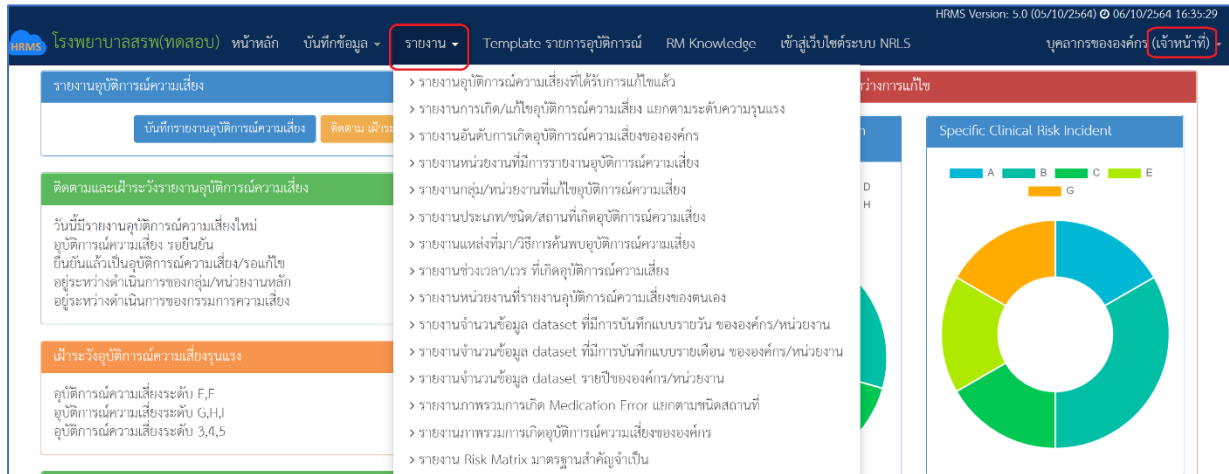 HRMS Version: 5.0 (05/10/2564) 06/10/2564 16:35:29
HRMS โรงพยาบาลสรพ(ทดสอบ) หน้าหลัก บันทึกข้อมูล รายงาน Template รายการอุบัติการณ์ RM Knowledge เข้าสู่เว็บไซต์ระบบ NRLS บุคลากรขององค์กร (เจ้าหน้าที่)
รายงานอุบัติการณ์ความเสี่ยง
บันทึกรายงานอุบัติการณ์ความเสี่ยง
ติดตาม เฝ้าระ
ติดตามและเฝ้าระวังรายงานอุบัติการณ์ความเสี่ยง
วันนี้มีรายงานอุบัติการณ์ความเสี่ยงใหม่
อุบัติการณ์ความเสี่ยง รอยืนยัน
ยืนยันแล้วเป็นอุบัติการณ์ความเสี่ยง/รอแก้ไข
อยู่ระหว่างดำเนินการของกลุ่ม/หน่วยงานหลัก
อยู่ระหว่างดำเนินการของกรรมการความเสี่ยง
เฝ้าระวังอุบัติการณ์ความเสี่ยงรุนแรง
อุบัติการณ์ความเสี่ยงระดับ F,F
อุบัติการณ์ความเสี่ยงระดับ G,H,I
อุบัติการณ์ความเสี่ยงระดับ 3,4,5
> รายงานอุบัติการณ์ความเสี่ยงที่ได้รับการแก้ไขแล้ว
> รายงานการเกิด/แก้ไขอุบัติการณ์ความเสี่ยง แยกตามระดับความรุนแรง
> รายงานอันดับการเกิดอุบัติการณ์ความเสี่ยงขององค์กร
> รายงานหน่วยงานที่มีการรายงานอุบัติการณ์ความเสี่ยง
> รายงานกลุ่ม/หน่วยงานที่แก้ไขอุบัติการณ์ความเสี่ยง
> รายงานประเภท/ชนิด/สถานที่เกิดอุบัติการณ์ความเสี่ยง
> รายงานแหล่งที่มา/วิธีการค้นพบอุบัติการณ์ความเสี่ยง
> รายงานช่วงเวลา/เวร ที่เกิดอุบัติการณ์ความเสี่ยง
> รายงานหน่วยงานที่รายงานอุบัติการณ์ความเสี่ยงของตนเอง
> รายงานจำนวนข้อมูล dataset ที่มีการบันทึกแบบรายวัน ขององค์กร/หน่วยงาน
> รายงานจำนวนข้อมูล dataset ที่มีการบันทึกแบบรายเดือน ขององค์กร/หน่วยงาน
> รายงานจำนวนข้อมูล dataset รายปีขององค์กร/หน่วยงาน
> รายงานภาพรวมการเกิด Medication Error แยกตามชนิดสถานที่
> รายงานภาพรวมการเกิดอุบัติการณ์ความเสี่ยงขององค์กร
> รายงาน Risk Matrix มาตรฐานสำคัญจำเป็น
ว่างการแก้ไข
D
H
Specific Clinical Risk Incident
A B C E
G